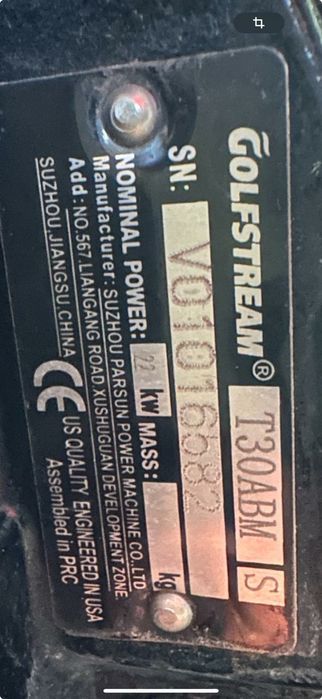 GOLFSTREAM® T30ABM S
SN: V01016682
NOMINAL POWER: 22 kw MASS: kg
Manufacturer: SUZHOU PARSUN POWER MACHINE CO.,LTD
Add: NO.567.LIANGANG ROAD,XUSHUGUAN DEVELOPMENT ZONE
SUZHOU,JIANGSU,CHINA CE US QUALITY ENGINEERED IN USA
Assembled in PRC